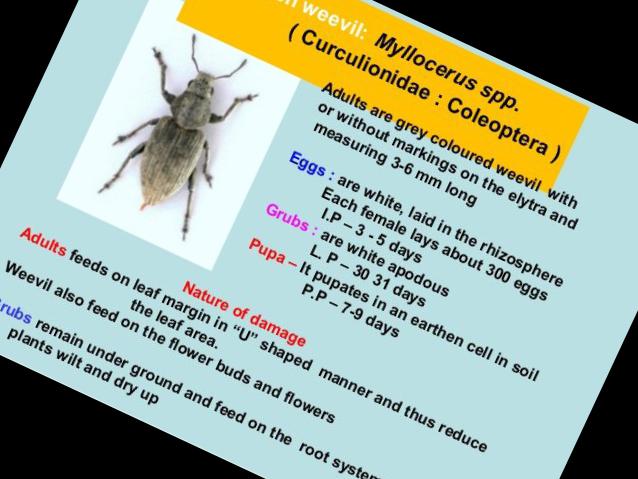 weevil: Myllocerus spp.
( Curculionidae : Coleoptera )
Adults are grey coloured weevil with
or without markings on the elytra and
measuring 3-6 mm long
Eggs : are white, laid in the rhizosphere
Each female lays about 300 eggs
I.P – 3 - 5 days
Grubs : are white apodous
L. P – 30 31 days
Pupa – It pupates in an earthen cell in soil
P.P – 7-9 days
Nature of damage
Adults feeds on leaf margin in “U” shaped manner and thus reduce
the leaf area.
Weevil also feed on the flower buds and flowers
Grubs remain under ground and feed on the root system
plants wilt and dry up